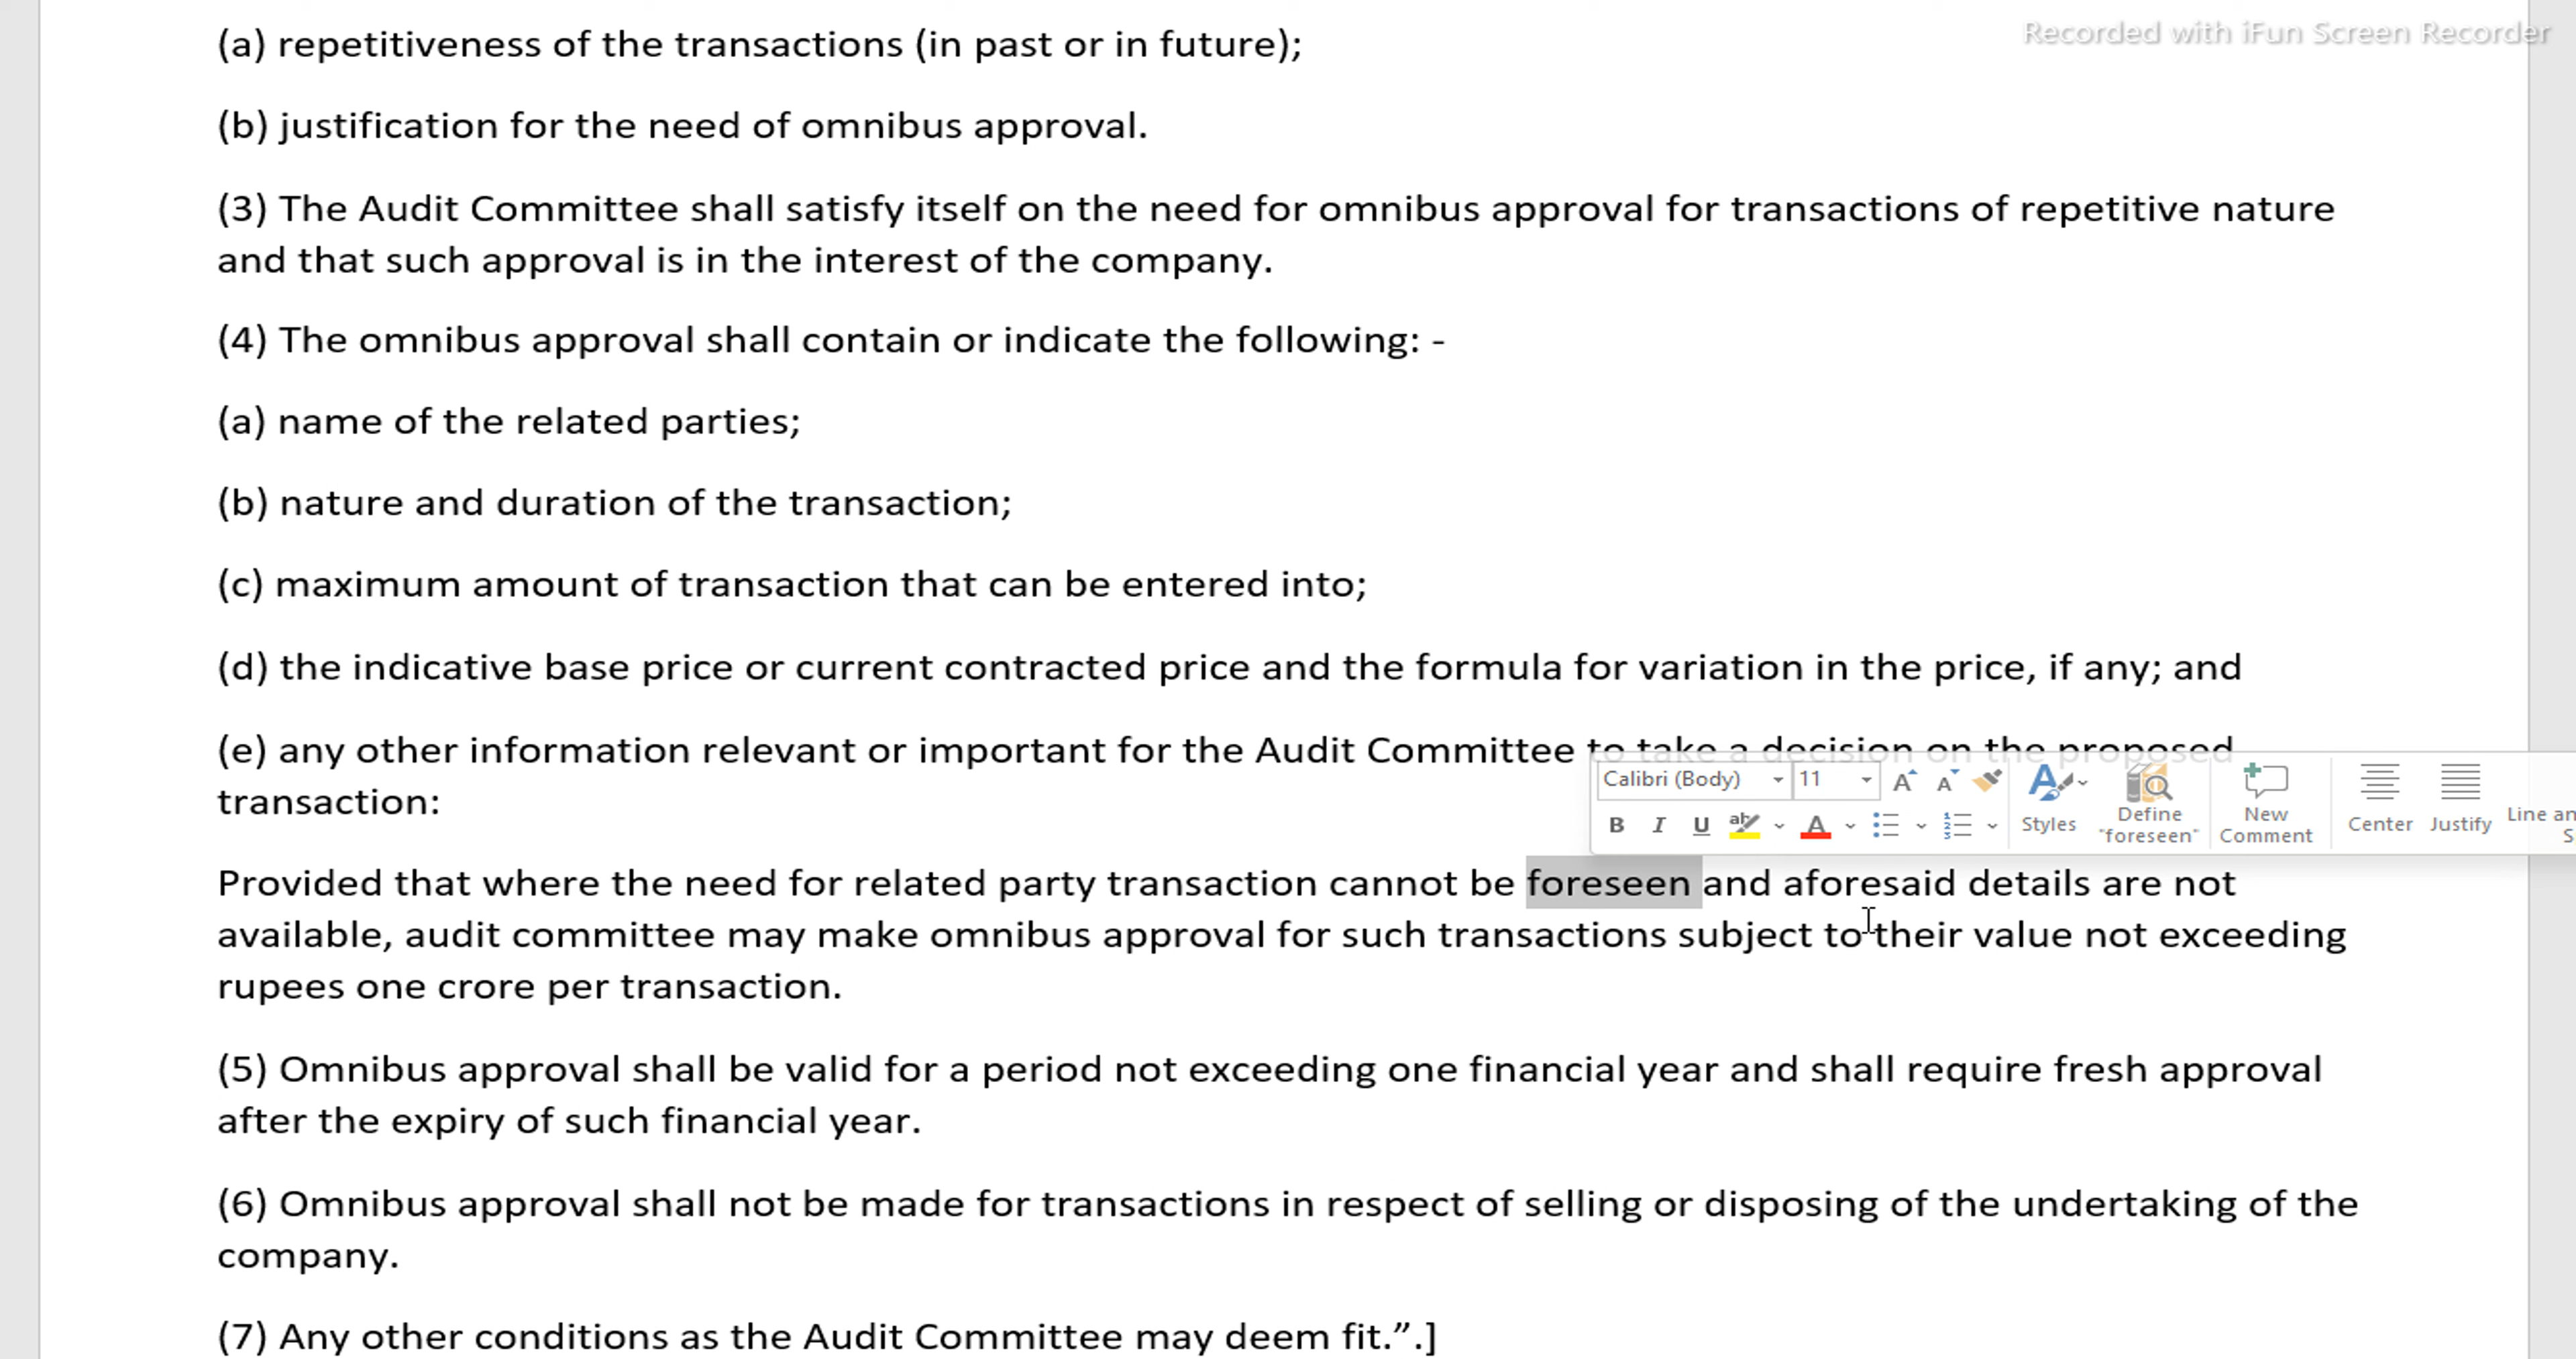 Recorded with iFun Screen Recorder
(a) repetitiveness of the transactions (in past or in future);
(b) justification for the need of omnibus approval.
(3) The Audit Committee shall satisfy itself on the need for omnibus approval for transactions of repetitive nature
and that such approval is in the interest of the company.
(4) The omnibus approval shall contain or indicate the following: -
(a) name of the related parties;
(b) nature and duration of the transaction;
(c) maximum amount of transaction that can be entered into;
(d) the indicative base price or current contracted price and the formula for variation in the price, if any; and
(e) any other information relevant or important for the Audit Committee to take a decision on the proposed
transaction:
Calibri (Body) 11
B I U ab A Styles Define "foreseen" New Comment Center Justify Line an
Provided that where the need for related party transaction cannot be foreseen and aforesaid details are not
available, audit committee may make omnibus approval for such transactions subject to their value not exceeding
rupees one crore per transaction.
(5) Omnibus approval shall be valid for a period not exceeding one financial year and shall require fresh approval
after the expiry of such financial year.
(6) Omnibus approval shall not be made for transactions in respect of selling or disposing of the undertaking of the
company.
(7) Any other conditions as the Audit Committee may deem fit.”.]